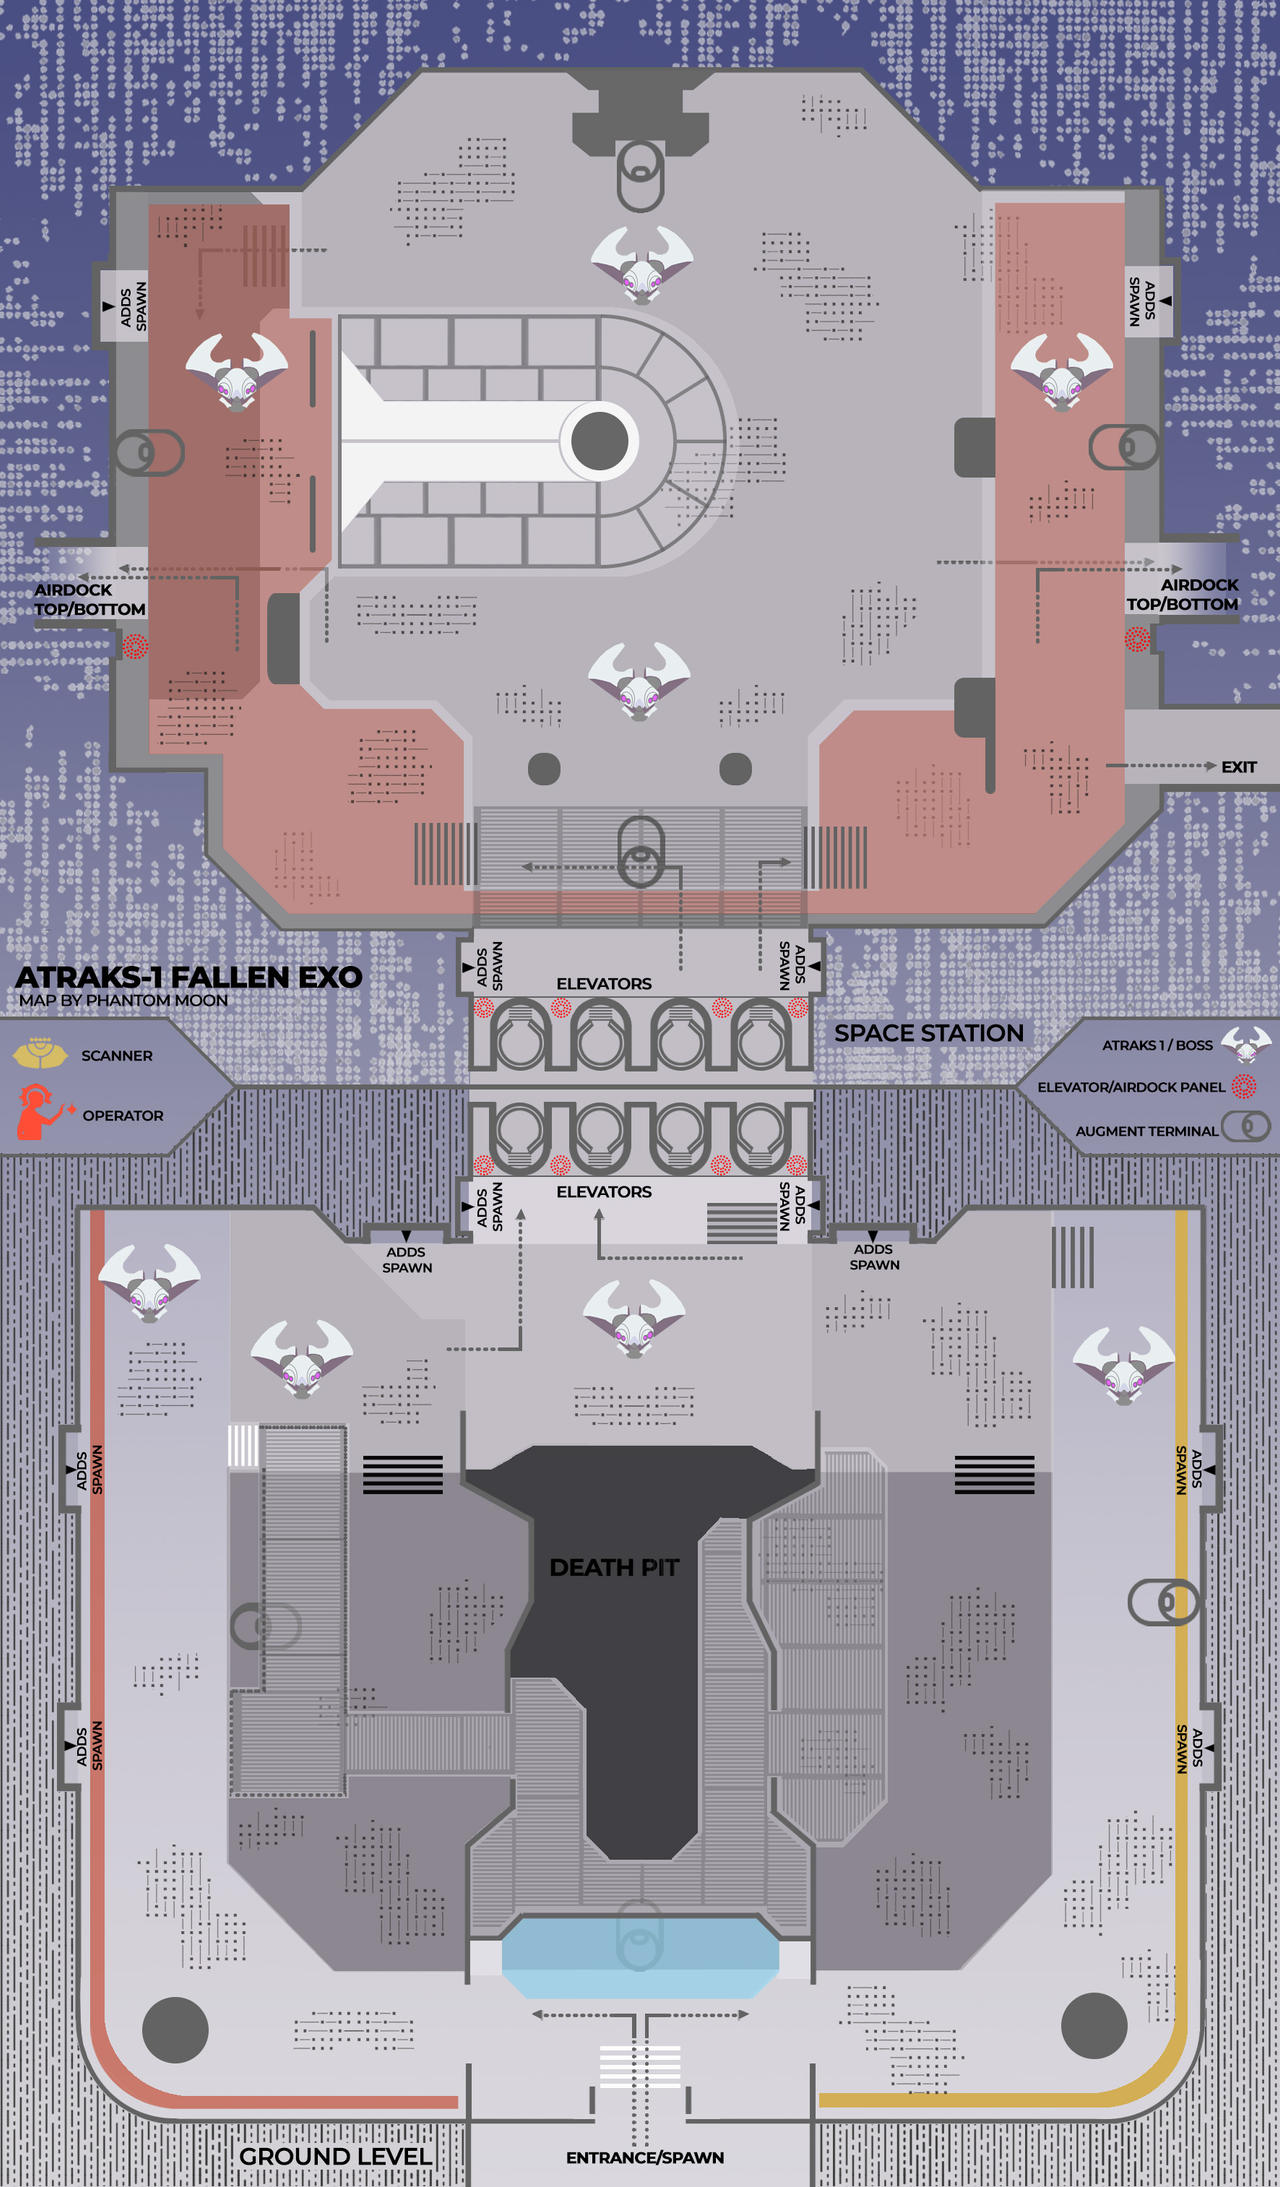 ADDS
SPAWN
ADDS
SPAWN
AIRDOCK
TOP/BOTTOM
AIRDOCK
TOP/BOTTOM
EXIT
ADDS
SPAWN
ELEVATORS
ADDS
SPAWN
ATRAKS-1 FALLEN EXO
MAP BY PHANTOM MOON
SPACE STATION
SCANNER
OPERATOR
ATRAKS 1 / BOSS
ELEVATOR/AIRDOCK PANEL
AUGMENT TERMINAL
ADDS
SPAWN
ELEVATORS
ADDS
SPAWN
ADDS
SPAWN
ADDS
SPAWN
ADDS
SPAWN
ADDS
SPAWN
DEATH PIT
ADDS
SPAWN
ADDS
SPAWN
GROUND LEVEL
ENTRANCE/SPAWN